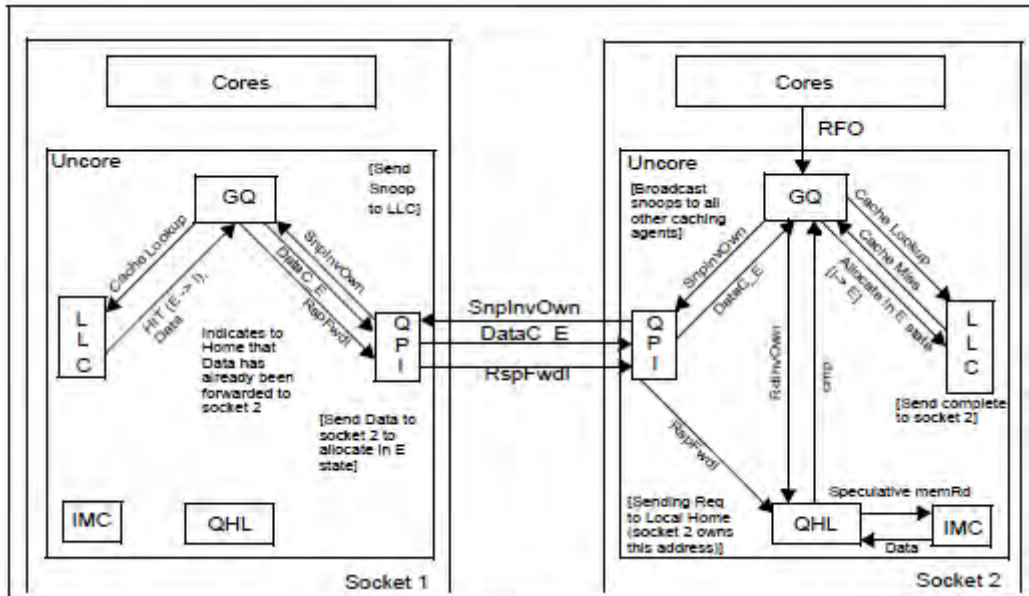 Cores
Uncore
[Send
Snoop
to LLC]
GQ
Cache Lookup
HIT (E -> I),
Data
SnpInvOwn
DataC_E
RspFwdI
L
L
C
Indicates to
Home that
Data has
already been
forwarded to
socket 2
Q
P
I
[Send Data to
socket 2 to
allocate in E
state]
IMC
QHL
Socket 1
SnpInvOwn
DataC_E
RspFwdI
Cores
RFO
Uncore
[Broadcast
snoops to all
other caching
agents]
GQ
SnpInvOwn
DataC_E
Cache Lookup
Cache Miss
Allocate in E state
[I-> E]
Q
P
I
RdInvOwn
cmp
L
L
C
[Send complete
to socket 2]
RspFwdI
[Sending Req
to Local Home
(socket 2 owns
this address)]
QHL
Speculative memRd
Data
IMC
Socket 2